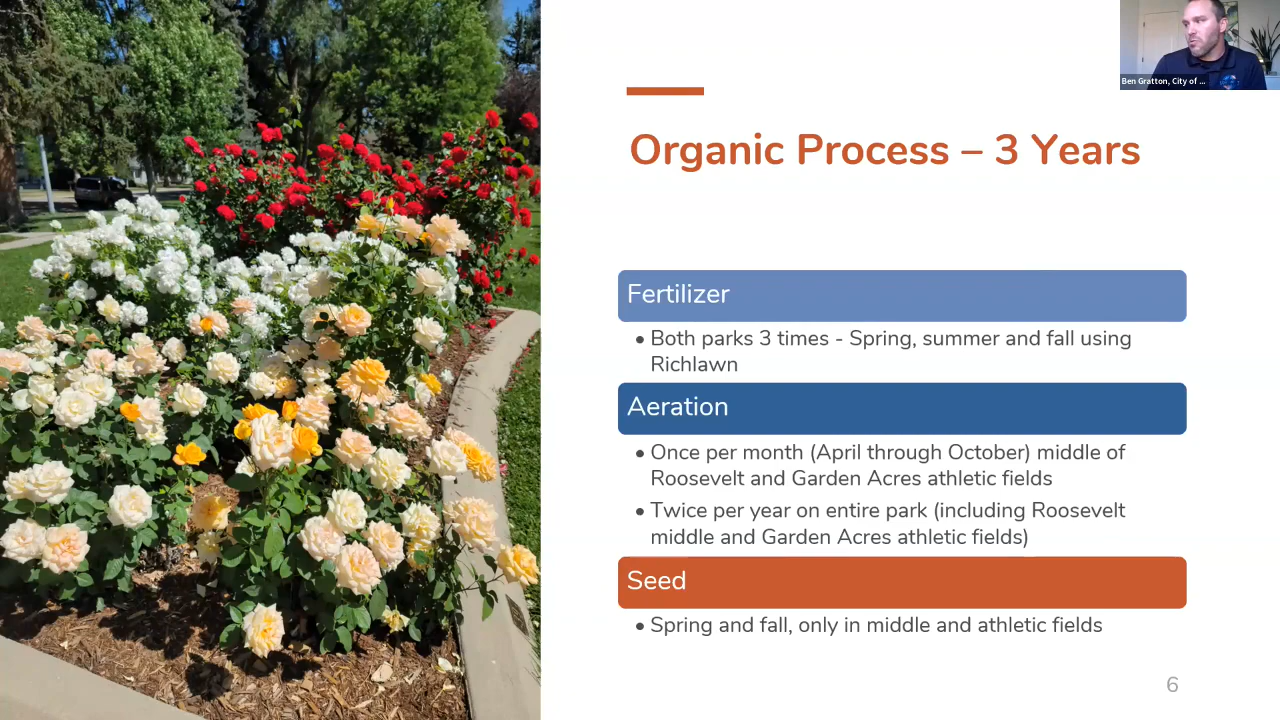 Ben Gratton, City of ...
Organic Process – 3 Years
Fertilizer
• Both parks 3 times - Spring, summer and fall using
Richlawn
Aeration
• Once per month (April through October) middle of
Roosevelt and Garden Acres athletic fields
• Twice per year on entire park (including Roosevelt
middle and Garden Acres athletic fields)
Seed
• Spring and fall, only in middle and athletic fields
6